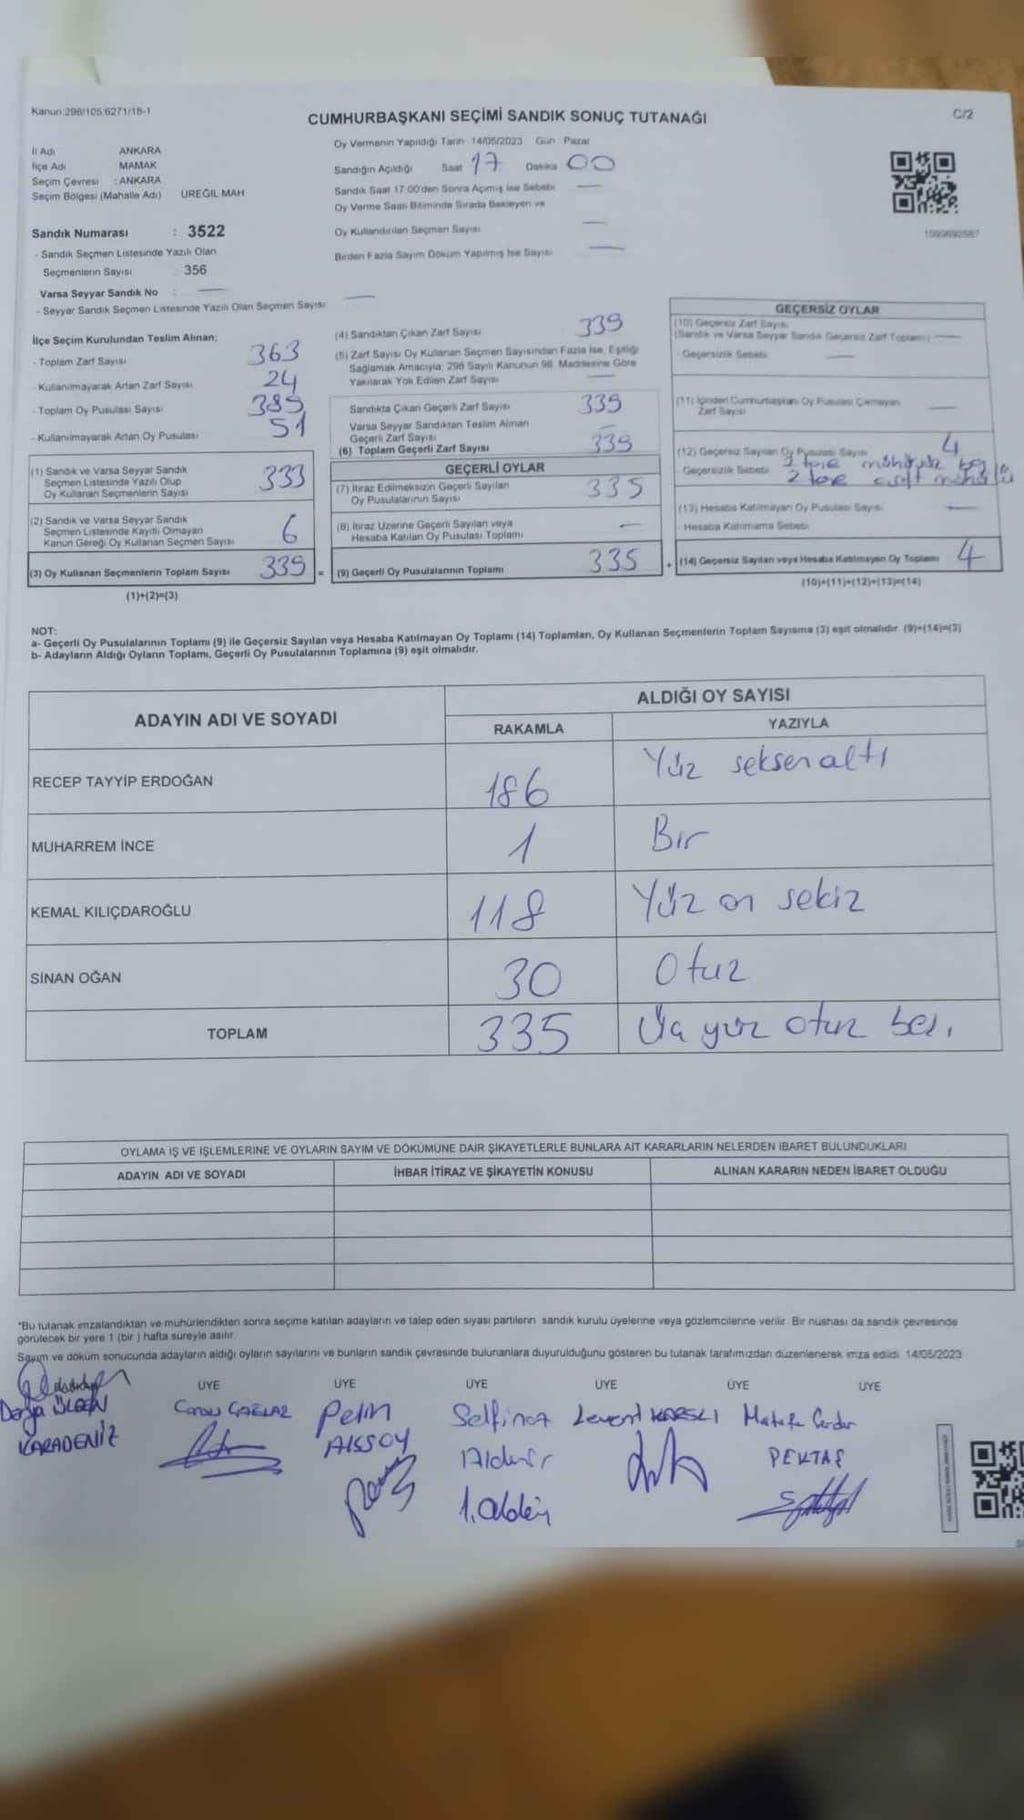 Kanun:298/105.6271/18-1
CUMHURBAŞKANI SEÇİMİ SANDIK SONUÇ TUTANAĞI
C/2
İl Adı ANKARA
İlçe Adı MAMAK
Seçim Çevresi : ANKARA
Seçim Bölgesi (Mahalle Adı) UREĞİL MAH
Sandık Numarası : 3522
- Sandık Seçmen Listesinde Yazılı Olan
Seçmenlerin Sayısı 356
Varsa Seyyar Sandık No :
- Seyyar Sandık Seçmen Listesinde Yazılı Olan Seçmen Sayısı
Oy Vermenin Yapıldığı Tarih 14/05/2023 Gün Pazar
Sandığın Açıldığı Saat 17 Dakika 00
Sandık Saat 17.00'den Sonra Açılmış İse Sebebi
Oy Verme Saati Bitiminde Sırada Bekleyen ve
Oy Kullandırılan Seçmen Sayısı
Birden Fazla Sayım Döküm Yapılmış İse Sayısı
İlçe Seçim Kurulundan Teslim Alınan;
- Toplam Zarf Sayısı 363
- Kullanılmayarak Artan Zarf Sayısı 24
- Toplam Oy Pusulası Sayısı 385
- Kullanılmayarak Artan Oy Pusulası 51
(1) Sandık ve Varsa Seyyar Sandık
Seçmen Listesinde Yazılı Olup
Oy Kullanan Seçmenlerin Sayısı 333
(2) Sandık ve Varsa Seyyar Sandık
Seçmen Listesinde Kayıtlı Olmayan
Kanun Gereği Oy Kullanan Seçmen Sayısı 6
(3) Oy Kullanan Seçmenlerin Toplam Sayısı 339 =
(1)+(2)=(3)
(4) Sandıktan Çıkan Zarf Sayısı 339
(5) Zarf Sayısı Oy Kullanan Seçmen Sayısından Fazla İse, Eşitliği
Sağlamak Amacıyla; 298 Sayılı Kanunun 98. Maddesine Göre
Yakılarak Yok Edilen Zarf Sayısı
Sandıkta Çıkan Geçerli Zarf Sayısı 339
Varsa Seyyar Sandıktan Teslim Alınan
Geçerli Zarf Sayısı
(6) Toplam Geçerli Zarf Sayısı 339
GEÇERLİ OYLAR
(7) İtiraz Edilmeksizin Geçerli Sayılan
Oy Pusulalarının Sayısı 335
(8) İtiraz Üzerine Geçerli Sayılan veya
Hesaba Katılan Oy Pusulası Toplamı
(9) Geçerli Oy Pusulalarının Toplamı 335 +
GEÇERSİZ OYLAR
(10) Geçersiz Zarf Sayısı
(Sandık ve Varsa Seyyar Sandık Geçersiz Zarf Toplamı)
Geçersizlik Sebebi
(11) İçinden Cumhurbaşkanı Oy Pusulası Çıkmayan
Zarf Sayısı
(12) Geçersiz Sayılan Oy Pusulası Sayısı 4
Geçersizlik Sebebi
2 tane çift mühürlü
(13) Hesaba Katılmayan Oy Pusulası Sayısı
Hesaba Katılmama Sebebi
(14) Geçersiz Sayılan veya Hesaba Katılmayan Oy Toplamı 4
(10)+(11)+(12)+(13)=(14)
NOT:
a- Geçerli Oy Pusulalarının Toplamı (9) ile Geçersiz Sayılan veya Hesaba Katılmayan Oy Toplamı (14) Toplamları, Oy Kullanan Seçmenlerin Toplam Sayısına (3) eşit olmalıdır. (9)+(14)=(3)
b- Adayların Aldığı Oyların Toplamı, Geçerli Oy Pusulalarının Toplamına (9) eşit olmalıdır.
ADAYIN ADI VE SOYADI ALDIĞI OY SAYISI
RAKAMLA YAZIYLA
RECEP TAYYİP ERDOĞAN 186 Yüz seksen altı
MUHARREM İNCE 1 Bir
KEMAL KILIÇDAROĞLU 118 Yüz on sekiz
SİNAN OĞAN 30 Otuz
TOPLAM 335 Üç yüz otuz beş.
OYLAMA İŞ VE İŞLEMLERİNE VE OYLARIN SAYIM VE DÖKÜMÜNE DAİR ŞİKAYETLERLE BUNLARA AİT KARARLARIN NELERDEN İBARET BULUNDUKLARI
ADAYIN ADI VE SOYADI İHBAR İTİRAZ VE ŞİKAYETİN KONUSU ALINAN KARARIN NEDEN İBARET OLDUĞU
*Bu tutanak imzalandıktan ve mühürlendikten sonra seçime katılan adayların ve talep eden siyasi partilerin sandık kurulu üyelerine veya gözlemcilerine verilir. Bir nüshası da sandık çevresinde
görülecek bir yere 1 (bir ) hafta süreyle asılır.
Sayım ve döküm sonucunda adayların aldığı oyların sayılarını ve bunların sandık çevresinde bulunanlara duyurulduğunu gösteren bu tutanak tarafımızdan düzenlenerek imza edildi. 14/05/2023
ÜYE ÜYE ÜYE ÜYE ÜYE ÜYE
Derya Pelin Levent
KARADENİZ AKSOY PEKTAŞ